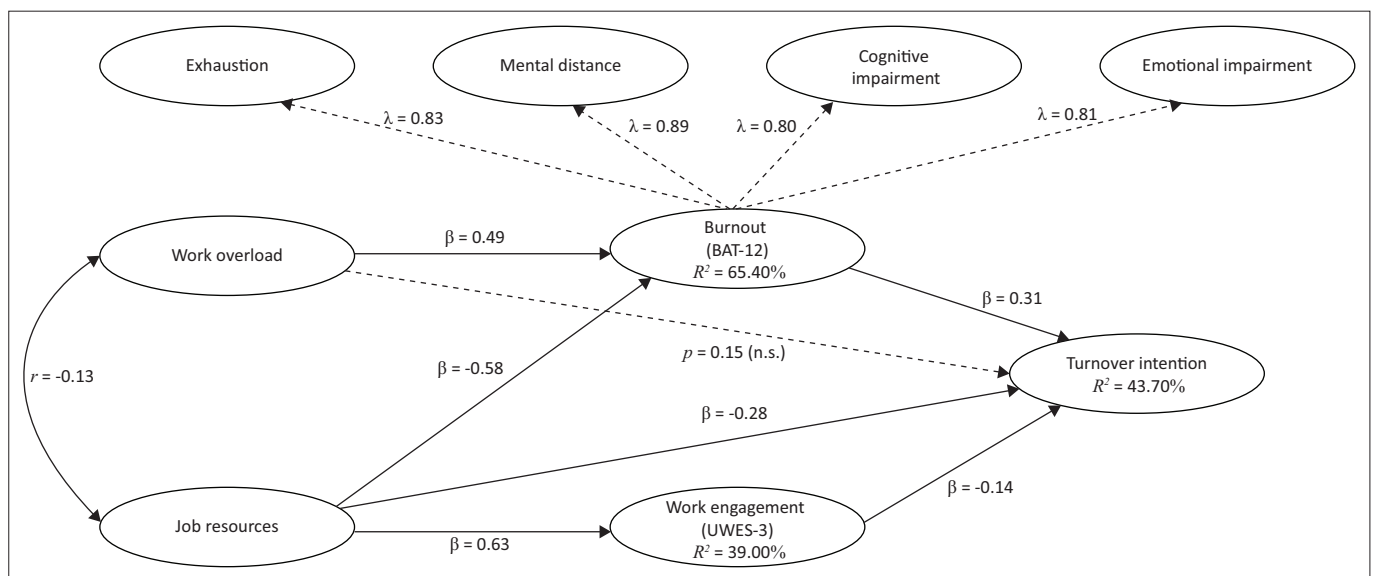 Exhaustion
Mental distance
Cognitive
impairment
Emotional impairment
λ = 0.83
λ = 0.89
λ = 0.80
λ = 0.81
Work overload
β = 0.49
Burnout
(BAT-12)
R² = 65.40%
β = 0.31
p = 0.15 (n.s.)
Turnover intention
R² = 43.70%
r = -0.13
β = -0.58
β = -0.28
β = -0.14
Job resources
β = 0.63
Work engagement
(UWES-3)
R² = 39.00%